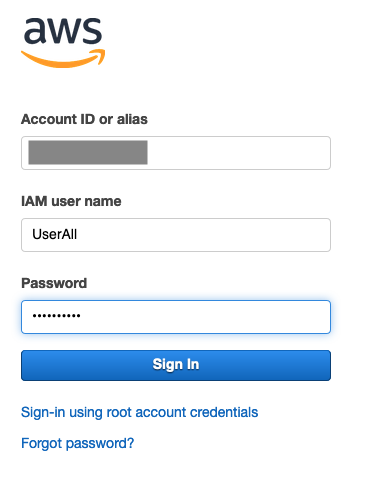 aws
Account ID or alias
IAM user name
UserAll
Password
••••••••••
Sign In
Sign-in using root account credentials
Forgot password?